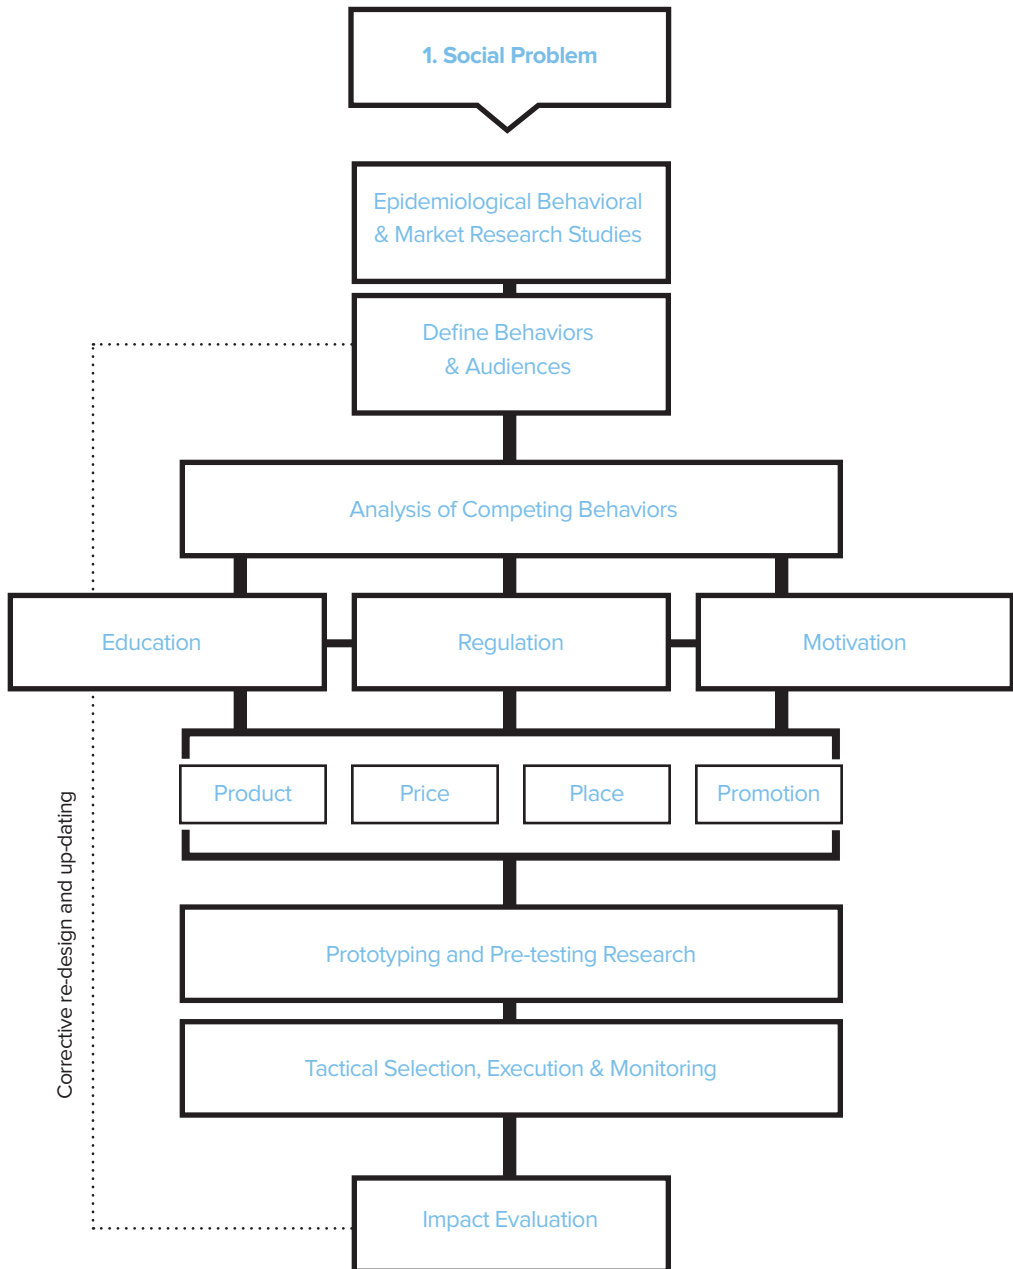 1. Social Problem
Epidemiological Behavioral
& Market Research Studies
Define Behaviors
& Audiences
Analysis of Competing Behaviors
Education
Regulation
Motivation
Product
Price
Place
Promotion
Corrective re-design and up-dating
Prototyping and Pre-testing Research
Tactical Selection, Execution & Monitoring
Impact Evaluation